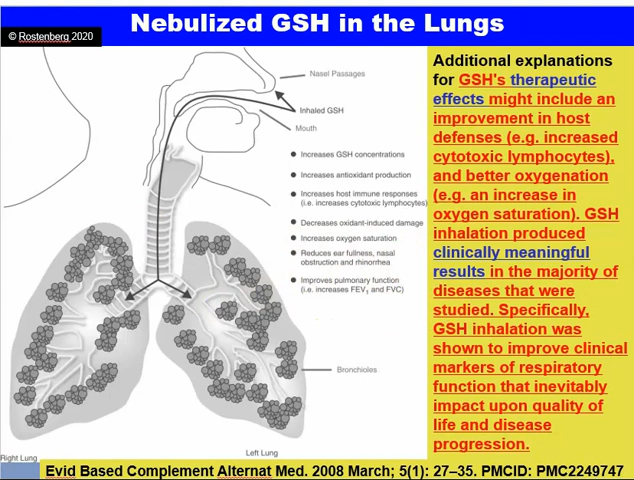 Nebulized GSH in the Lungs
© Rostenberg 2020
Nasel Passages
Inhaled GSH
Mouth
Increases GSH concentrations
Increases antioxidant production
Increases host immune responses
(i.e. increases cytotoxic lymphocytes)
Decreases oxidant-induced damage
Increases oxygen saturation
Reduces ear fullness, nasal
obstruction and rhinorrhea
Improves pulmonary function
(i.e. increases FEV1 and FVC)
Bronchioles
Right Lung
Left Lung
Additional explanations
for GSH's therapeutic
effects might include an
improvement in host
defenses (e.g. increased
cytotoxic lymphocytes),
and better oxygenation
(e.g. an increase in
oxygen saturation). GSH
inhalation produced
clinically meaningful
results in the majority of
diseases that were
studied. Specifically,
GSH inhalation was
shown to improve clinical
markers of respiratory
function that inevitably
impact upon quality of
life and disease
progression.
Evid Based Complement Alternat Med. 2008 March; 5(1): 27–35. PMCID: PMC2249747